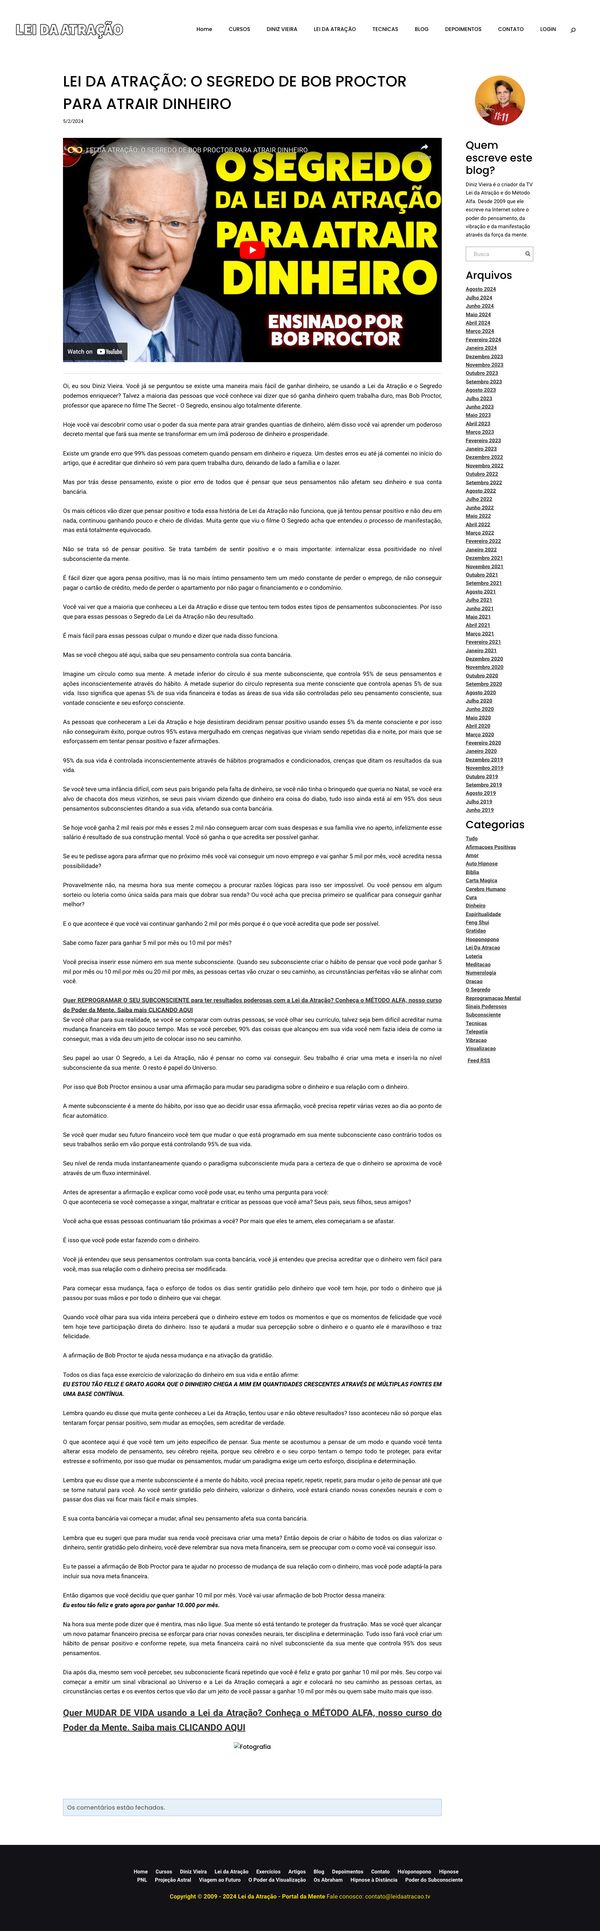 LEI DA ATRAÇÃO
Home CURSOS DINIZ VIEIRA LEI DA ATRAÇÃO TECNICAS BLOG DEPOIMENTOS CONTATO LOGIN
LEI DA ATRAÇÃO: O SEGREDO DE BOB PROCTOR
PARA ATRAIR DINHEIRO
5/2/2024
LEI DA ATRAÇÃO: O SEGREDO DE BOB PROCTOR PARA ATRAIR DINHEIRO
O SEGREDO
DA LEI DA ATRAÇÃO
PARA ATRAIR
DINHEIRO
ENSINADO POR
BOB PROCTOR
Watch on YouTube
Oi, eu sou Diniz Vieira. Você já se perguntou se existe uma maneira mais fácil de ganhar dinheiro, se usando a Lei da Atração e o Segredo
podemos enriquecer? Talvez a maioria das pessoas que você conhece vai dizer que só ganha dinheiro quem trabalha duro, mas Bob Proctor,
professor que aparece no filme The Secret - O Segredo, ensinou algo totalmente diferente.
Hoje você vai descobrir como usar o poder da sua mente para atrair grandes quantias de dinheiro, além disso você vai aprender um poderoso
decreto mental que fará sua mente se transformar em um ímã poderoso de dinheiro e prosperidade.
Existe um grande erro que 99% das pessoas cometem quando pensam em dinheiro e riqueza. Um destes erros eu até já comentei no início do
artigo, que é acreditar que dinheiro só vem para quem trabalha duro, deixando de lado a família e o lazer.
Mas por trás desse pensamento, existe o pior erro de todos que é pensar que seus pensamentos não afetam seu dinheiro e sua conta
bancária.
Os mais céticos vão dizer que pensar positivo e toda essa história de Lei da Atração não funciona, que já tentou pensar positivo e não deu em
nada, continuou ganhando pouco e cheio de dívidas. Muita gente que viu o filme O Segredo acha que entendeu o processo de manifestação,
mas está totalmente equivocado.
Não se trata só de pensar positivo. Se trata também de sentir positivo e o mais importante: internalizar essa positividade no nível
subconsciente da mente.
É fácil dizer que agora pensa positivo, mas lá no mais íntimo pensamento tem um medo constante de perder o emprego, de não conseguir
pagar o cartão de crédito, medo de perder o apartamento por não pagar o financiamento e o condomínio.
Você vai ver que a maioria que conheceu a Lei da Atração e disse que tentou tem todos estes tipos de pensamentos subconscientes. Por isso
que para essas pessoas o Segredo da Lei da Atração não deu resultado.
É mais fácil para essas pessoas culpar o mundo e dizer que nada disso funciona.
Mas se você chegou até aqui, saiba que seu pensamento controla sua conta bancária.
Imagine um círculo como sua mente. A metade inferior do círculo é sua mente subconsciente, que controla 95% de seus pensamentos e
ações inconscientemente através do hábito. A metade superior do círculo representa sua mente consciente que controla apenas 5% de sua
vida. Isso significa que apenas 5% de sua vida financeira e todas as áreas de sua vida são controladas pelo seu pensamento consciente, sua
vontade consciente e seu esforço consciente.
As pessoas que conheceram a Lei da Atração e hoje desistiram decidiram pensar positivo usando esses 5% da mente consciente e por isso
não conseguiram êxito, porque outros 95% estava mergulhado em crenças negativas que viviam sendo repetidas dia e noite, por mais que se
esforçassem em tentar pensar positivo e fazer afirmações.
95% da sua vida é controlada inconscientemente através de hábitos programados e condicionados, crenças que ditam os resultados da sua
vida.
Se você teve uma infância difícil, com seus pais brigando pela falta de dinheiro, se você não tinha o brinquedo que queria no Natal, se você era
alvo de chacota dos meus vizinhos, se seus pais viviam dizendo que dinheiro era coisa do diabo, tudo isso ainda está aí em 95% dos seus
pensamentos subconscientes ditando a sua vida, afetando sua conta bancária.
Se hoje você ganha 2 mil reais por mês e esses 2 mil não conseguem arcar com suas despesas e sua família vive no aperto, infelizmente esse
salário é resultado de sua construção mental. Você só ganha o que acredita ser possível ganhar.
Se eu te pedisse agora para afirmar que no próximo mês você vai conseguir um novo emprego e vai ganhar 5 mil por mês, você acredita nessa
possibilidade?
Provavelmente não, na mesma hora sua mente começou a procurar razões lógicas para isso ser impossível. Ou você pensou em algum
sorteio ou loteria como única saída para mais que dobrar sua renda? Ou você acha que precisa primeiro se qualificar para conseguir ganhar
melhor?
E o que acontece é que você vai continuar ganhando 2 mil por mês porque é o que você acredita que pode ser possível.
Sabe como fazer para ganhar 5 mil por mês ou 10 mil por mês?
Você precisa inserir esse número em sua mente subconsciente. Quando seu subconsciente criar o hábito de pensar que você pode ganhar 5
mil por mês ou 10 mil por mês ou 20 mil por mês, as pessoas certas vão cruzar o seu caminho, as circunstâncias perfeitas vão se alinhar com
você.
Quer REPROGRAMAR O SEU SUBCONSCIENTE para ter resultados poderosas com a Lei da Atração? Conheça o MÉTODO ALFA, nosso curso
do Poder da Mente. Saiba mais CLICANDO AQUI
Se você olhar para sua realidade, se você se comparar com outras pessoas, se você olhar seu currículo, talvez seja bem difícil acreditar numa
mudança financeira em tão pouco tempo. Mas se você perceber, 90% das coisas que alcançou em sua vida você nem fazia ideia de como ia
conseguir, mas a vida deu um jeito de colocar isso no seu caminho.
Seu papel ao usar O Segredo, a Lei da Atração, não é pensar no como vai conseguir. Seu trabalho é criar uma meta e inseri-la no nível
subconsciente da sua mente. O resto é papel do Universo.
Por isso que Bob Proctor ensinou a usar uma afirmação para mudar seu paradigma sobre o dinheiro e sua relação com o dinheiro.
A mente subconsciente é a mente do hábito, por isso que ao decidir usar essa afirmação, você precisa repetir várias vezes ao dia ao ponto de
ficar automático.
Se você quer mudar seu futuro financeiro você tem que mudar o que está programado em sua mente subconsciente caso contrário todos os
seus trabalhos serão em vão porque está controlando 95% de sua vida.
Seu nível de renda muda instantaneamente quando o paradigma subconsciente muda para a certeza de que o dinheiro se aproxima de você
através de um fluxo interminável.
Antes de apresentar a afirmação e explicar como você pode usar, eu tenho uma pergunta para você:
O que aconteceria se você começasse a xingar, maltratar e criticar as pessoas que você ama? Seus pais, seus filhos, seus amigos?
Você acha que essas pessoas continuariam tão próximas a você? Por mais que eles te amem, eles começariam a se afastar.
É isso que você pode estar fazendo com o dinheiro.
Você já entendeu que seus pensamentos controlam sua conta bancária, você já entendeu que precisa acreditar que o dinheiro vem fácil para
você, mas sua relação com o dinheiro precisa ser modificada.
Para começar essa mudança, faça o esforço de todos os dias sentir gratidão pelo dinheiro que você tem hoje, por todo o dinheiro que já
passou por suas mãos e por todo o dinheiro que vai chegar.
Quando você olhar para sua vida inteira perceberá que o dinheiro esteve em todos os momentos e que os momentos de felicidade que você
tem hoje teve participação direta do dinheiro. Isso te ajudará a mudar sua percepção sobre o dinheiro e o quanto ele é maravilhoso e traz
felicidade.
A afirmação de Bob Proctor te ajuda nessa mudança e na ativação da gratidão.
Todos os dias faça esse exercício de valorização do dinheiro em sua vida e então afirme:
EU ESTOU TÃO FELIZ E GRATO AGORA QUE O DINHEIRO CHEGA A MIM EM QUANTIDADES CRESCENTES ATRAVÉS DE MÚLTIPLAS FONTES EM
UMA BASE CONTÍNUA.
Lembra quando eu disse que muita gente conheceu a Lei da Atração, tentou usar e não obteve resultados? Isso aconteceu não só porque elas
tentaram forçar pensar positivo, sem mudar as emoções, sem acreditar de verdade.
O que acontece aqui é que você tem um jeito específico de pensar. Sua mente se acostumou a pensar de um modo e quando você tenta
alterar essa modelo de pensamento, seu cérebro rejeita, porque seu cérebro e o seu corpo tentam o tempo todo te proteger, para evitar
estresse e sofrimento, por isso que mudar os pensamentos, mudar um paradigma exige um certo esforço, disciplina e determinação.
Lembra que eu disse que a mente subconsciente é a mente do hábito, você precisa repetir, repetir, repetir, para mudar o jeito de pensar até que
se torne natural para você. Ao você sentir gratidão pelo dinheiro, valorizar o dinheiro, você estará criando novas conexões neurais e com o
passar dos dias vai ficar mais fácil e mais simples.
E sua conta bancária vai começar a mudar, afinal seu pensamento afeta sua conta bancária.
Lembra que eu sugeri que para mudar sua renda você precisava criar uma meta? Então depois de criar o hábito de todos os dias valorizar o
dinheiro, sentir gratidão pelo dinheiro, você deve relembrar sua nova meta financeira, sem se preocupar com o como você vai conseguir isso.
Eu te passei a afirmação de Bob Proctor para te ajudar no processo de mudança de sua relação com o dinheiro, mas você pode adaptá-la para
incluir sua nova meta financeira.
Então digamos que você decidiu que quer ganhar 10 mil por mês. Você vai usar afirmação de bob Proctor dessa maneira:
Eu estou tão feliz e grato agora por ganhar 10.000 por mês.
Na hora sua mente pode dizer que é mentira, mas não ligue. Sua mente só está tentando te proteger da frustração. Mas se você quer alcançar
um novo patamar financeiro precisa se esforçar para criar novas conexões neurais, ter disciplina e determinação. Tudo isso fará você criar um
hábito de pensar positivo e conforme repete, sua meta financeira cairá no nível subconsciente da sua mente que controla 95% dos seus
pensamentos.
Dia após dia, mesmo sem você perceber, seu subconsciente ficará repetindo que você é feliz e grato por ganhar 10 mil por mês. Seu corpo vai
começar a emitir um sinal vibracional ao Universo e a Lei da Atração começará a agir e colocará no seu caminho as pessoas certas, as
circunstâncias certas e os eventos certos que vão dar um jeito de você passar a ganhar 10 mil por mês ou quem sabe muito mais que isso.
Quer MUDAR DE VIDA usando a Lei da Atração? Conheça o MÉTODO ALFA, nosso curso do
Poder da Mente. Saiba mais CLICANDO AQUI
Fotografia
Os comentários estão fechados.
11:11
Quem
escreve este
blog?
Diniz Vieira é o criador da TV
Lei da Atração e do Método
Alfa. Desde 2009 que ele
escreve na Internet sobre o
poder do pensamento, da
vibração e da manifestação
através da força da mente.
Busca
Arquivos
Agosto 2024
Julho 2024
Junho 2024
Maio 2024
Abril 2024
Março 2024
Fevereiro 2024
Janeiro 2024
Dezembro 2023
Novembro 2023
Outubro 2023
Setembro 2023
Agosto 2023
Julho 2023
Junho 2023
Maio 2023
Abril 2023
Março 2023
Fevereiro 2023
Janeiro 2023
Dezembro 2022
Novembro 2022
Outubro 2022
Setembro 2022
Agosto 2022
Julho 2022
Junho 2022
Maio 2022
Abril 2022
Março 2022
Fevereiro 2022
Janeiro 2022
Dezembro 2021
Novembro 2021
Outubro 2021
Setembro 2021
Agosto 2021
Julho 2021
Junho 2021
Maio 2021
Abril 2021
Março 2021
Fevereiro 2021
Janeiro 2021
Dezembro 2020
Novembro 2020
Outubro 2020
Setembro 2020
Agosto 2020
Julho 2020
Junho 2020
Maio 2020
Abril 2020
Março 2020
Fevereiro 2020
Janeiro 2020
Dezembro 2019
Novembro 2019
Outubro 2019
Setembro 2019
Agosto 2019
Julho 2019
Junho 2019
Categorias
Tudo
Afirmaçoes Positivas
Amor
Auto Hipnose
Bíblia
Carta Magica
Cerebro Humano
Cura
Dinheiro
Espiritualidade
Feng Shui
Gratidao
Hooponopono
Lei Da Atracao
Loteria
Meditacao
Numerologia
Oracao
O Segredo
Reprogramacao Mental
Sinais Poderosos
Subconsciente
Tecnicas
Telepatia
Vibracao
Visualizacao
Feed RSS
Home Cursos Diniz Vieira Lei da Atração Exercícios Artigos Blog Depoimentos Contato Ho'oponopono Hipnose
PNL Projeção Astral Viagem ao Futuro O Poder da Visualização Os Abraham Hipnose à Distância Poder do Subconsciente
Copyright © 2009 - 2024 Lei da Atração - Portal da Mente Fale conosco: contato@leidaatracao.tv